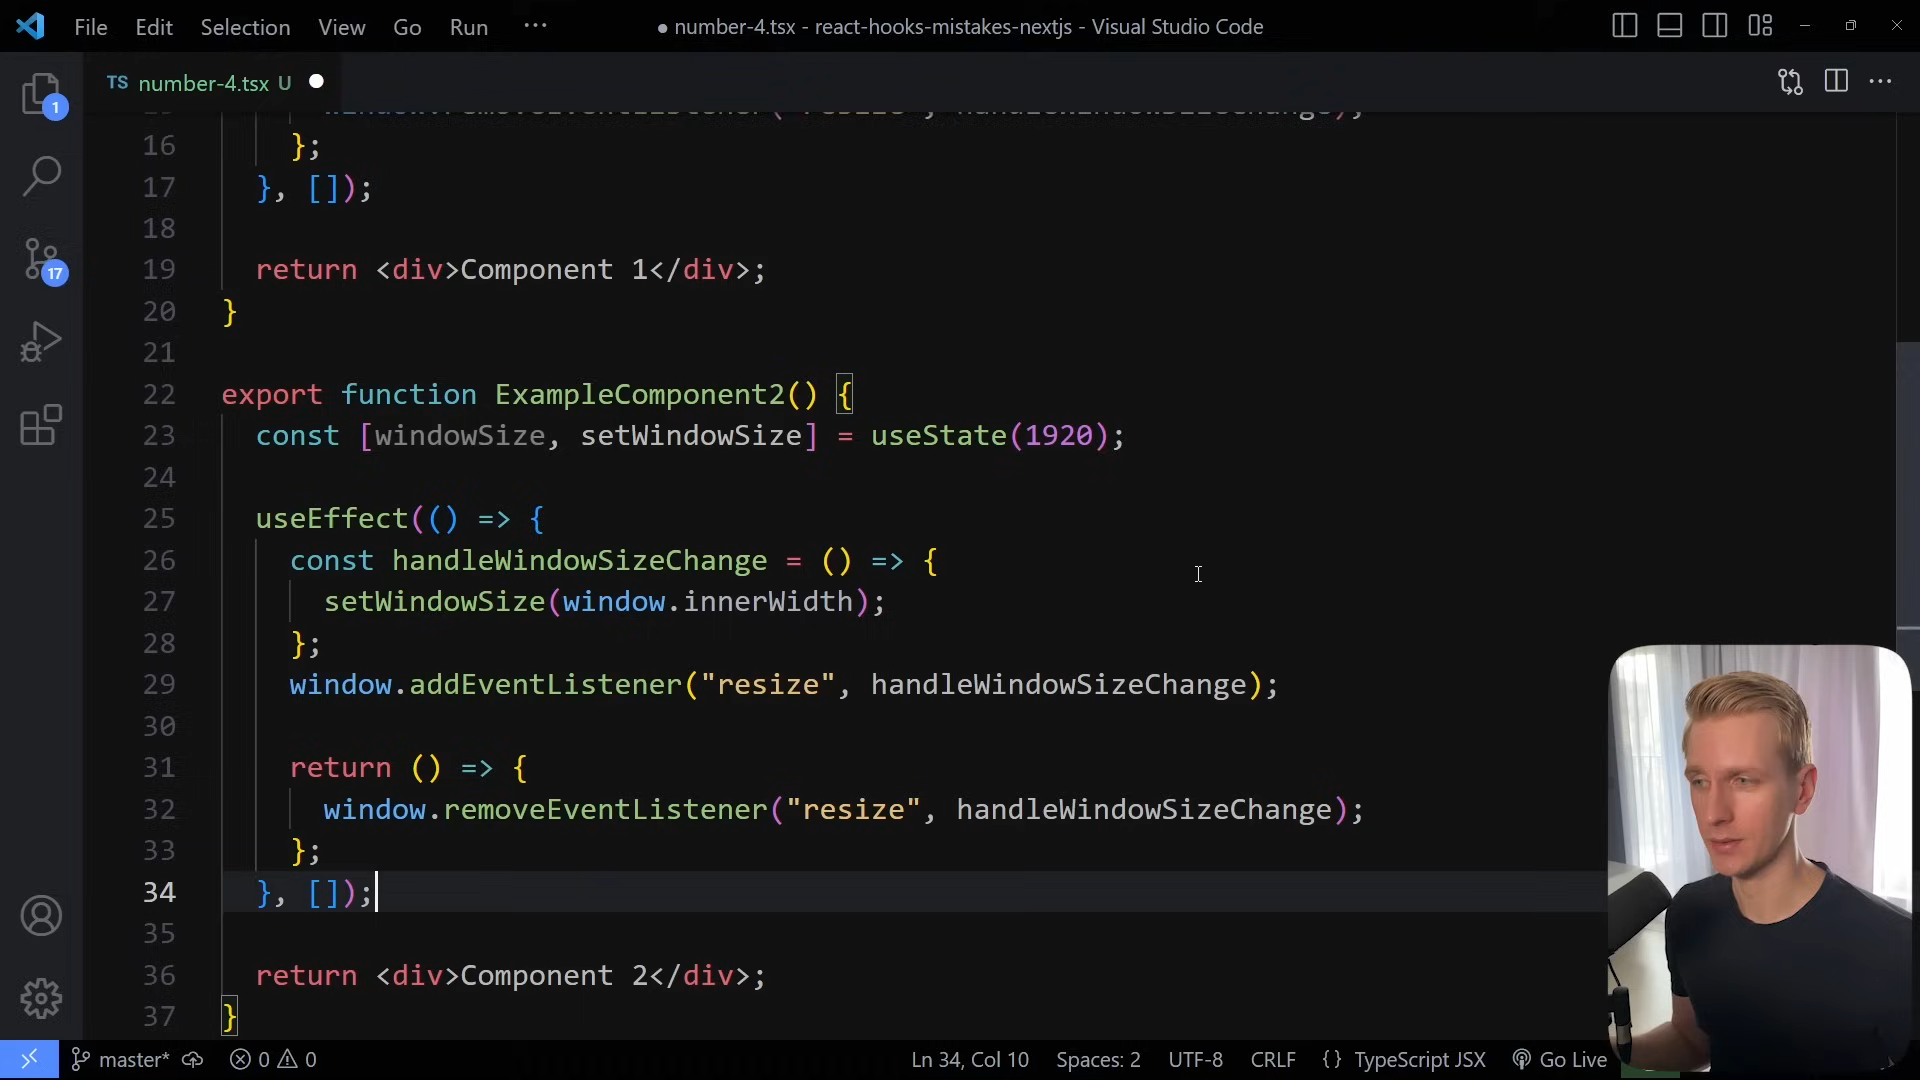 File Edit Selection View Go Run ··· ● number-4.tsx - react-hooks-mistakes-nextjs - Visual Studio Code
TS number-4.tsx U
1
17
16 };
17 }, []);
18
19 return <div>Component 1</div>;
20 }
21
22 export function ExampleComponent2() {
23 const [windowSize, setWindowSize] = useState(1920);
24
25 useEffect(() => {
26 const handleWindowSizeChange = () => {
27 setWindowSize(window.innerWidth);
28 };
29 window.addEventListener("resize", handleWindowSizeChange);
30
31 return () => {
32 window.removeEventListener("resize", handleWindowSizeChange);
33 };
34 }, []);
35
36 return <div>Component 2</div>;
37 }
master* 0 0 Ln 34, Col 10 Spaces: 2 UTF-8 CRLF {} TypeScript JSX Go Live